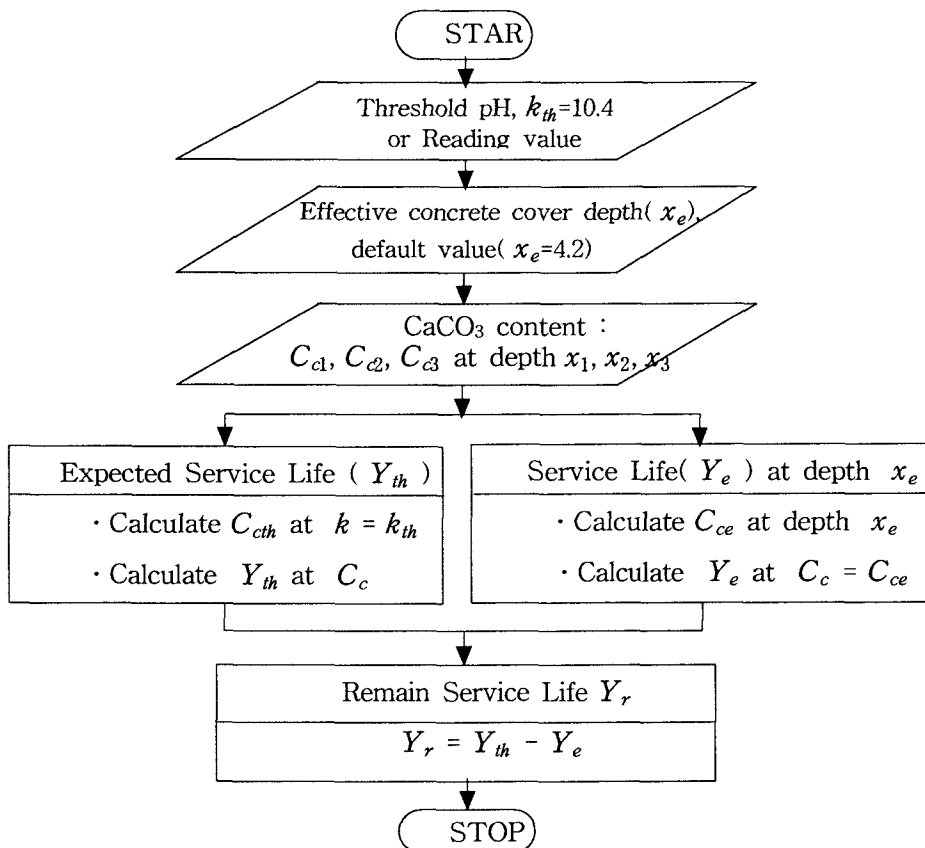 STAR
Threshold pH, k_th=10.4
or Reading value
Effective concrete cover depth( x_e),
default value( x_e=4.2)
CaCO₃ content :
C_c1, C_c2, C_c3 at depth x₁, x₂, x₃
Expected Service Life ( Y_th )
· Calculate C_cth at k = k_th
· Calculate Y_th at C_c
Service Life( Y_e ) at depth x_e
· Calculate C_ce at depth x_e
· Calculate Y_e at C_c = C_ce
Remain Service Life Y_r
Y_r = Y_th - Y_e
STOP